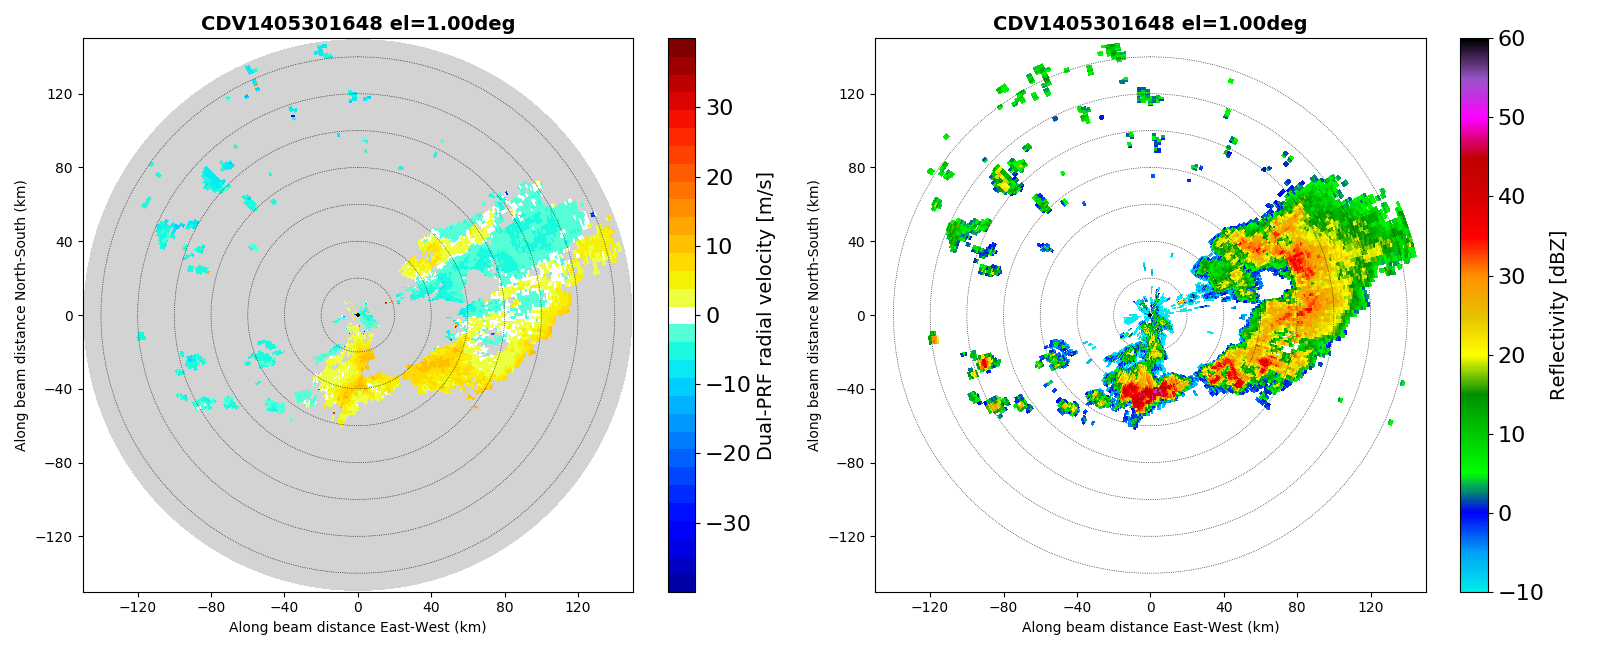 CDV1405301648 el=1.00deg
Along beam distance North-South (km)
120
80
40
0
−40
−80
−120
−120 −80 −40 0 40 80 120
Along beam distance East-West (km)
30
20
10
0
−10
−20
−30
Dual-PRF radial velocity [m/s]
CDV1405301648 el=1.00deg
Along beam distance North-South (km)
120
80
40
0
−40
−80
−120
−120 −80 −40 0 40 80 120
Along beam distance East-West (km)
60
50
40
30
20
10
0
−10
Reflectivity [dBZ]